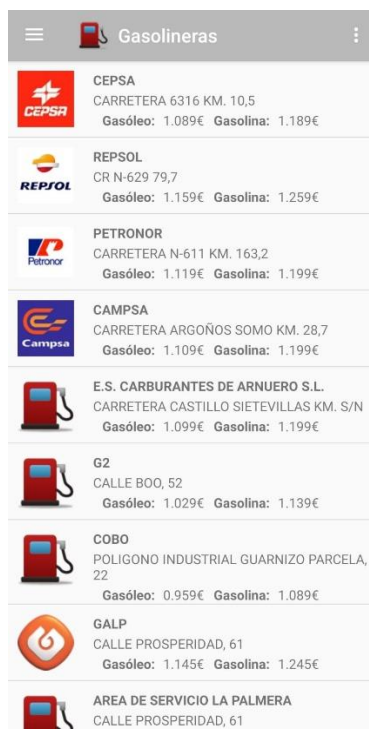 Gasolineras
CEPSA
CEPSA
CARRETERA 6316 KM. 10,5
Gasóleo: 1.089€ Gasolina: 1.189€
REPSOL
REPSOL
CR N-629 79,7
Gasóleo: 1.159€ Gasolina: 1.259€
Petronor
PETRONOR
CARRETERA N-611 KM. 163,2
Gasóleo: 1.119€ Gasolina: 1.199€
Campsa
CAMPSA
CARRETERA ARGOÑOS SOMO KM. 28,7
Gasóleo: 1.109€ Gasolina: 1.199€
E.S. CARBURANTES DE ARNUERO S.L.
CARRETERA CASTILLO SIETEVILLAS KM. S/N
Gasóleo: 1.099€ Gasolina: 1.199€
G2
CALLE BOO, 52
Gasóleo: 1.029€ Gasolina: 1.139€
COBO
POLIGONO INDUSTRIAL GUARNIZO PARCELA,
22
Gasóleo: 0.959€ Gasolina: 1.089€
GALP
CALLE PROSPERIDAD, 61
Gasóleo: 1.145€ Gasolina: 1.245€
AREA DE SERVICIO LA PALMERA
CALLE PROSPERIDAD, 61